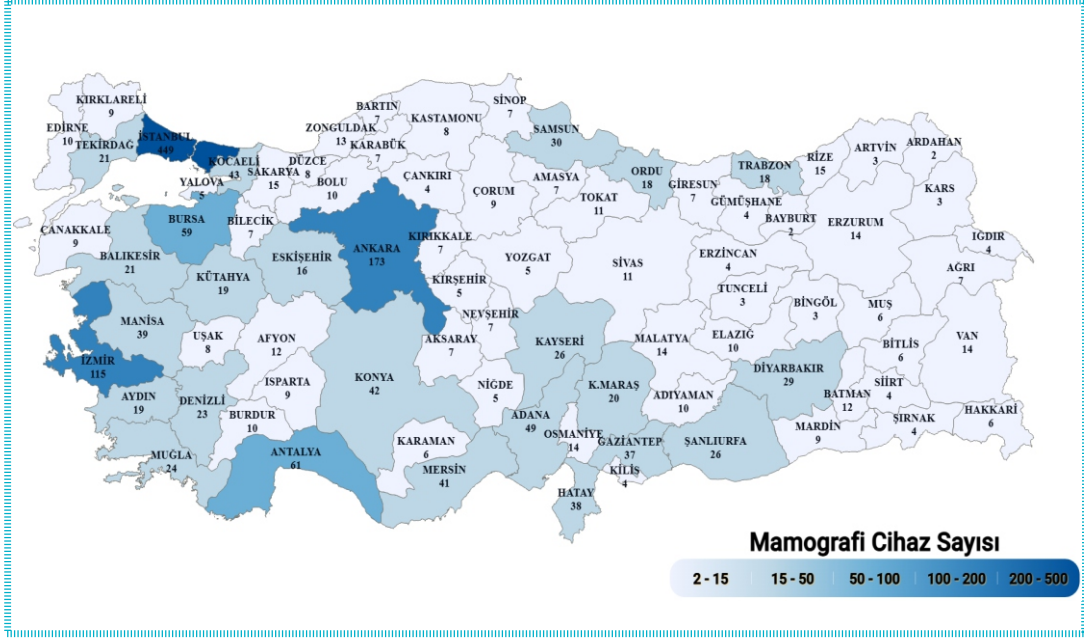 KIRKLARELİ
9
EDİRNE
10
TEKİRDAĞ
21
İSTANBUL
449
KOCAELİ
43
YALOVA
5
SAKARYA
15
DÜZCE
8
ZONGULDAK
13
BARTIN
7
KARABÜK
7
BOLU
10
KASTAMONU
8
SİNOP
7
ÇANKIRI
4
SAMSUN
30
AMASYA
7
ÇORUM
9
TOKAT
11
ORDU
18
GİRESUN
7
TRABZON
18
GÜMÜŞHANE
4
BAYBURT
2
RİZE
15
ARTVİN
3
ARDAHAN
2
KARS
3
ERZURUM
14
IĞDIR
4
AĞRI
7
ÇANAKKALE
9
BURSA
59
BİLECİK
7
BALIKESİR
21
KÜTAHYA
19
ESKİŞEHİR
16
ANKARA
173
KIRIKKALE
7
KIRŞEHİR
5
YOZGAT
5
SİVAS
11
ERZİNCAN
4
TUNCELİ
3
BİNGÖL
3
MUŞ
6
BİTLİS
6
VAN
14
MANİSA
39
İZMİR
115
UŞAK
8
AFYON
12
AKSARAY
7
NEVŞEHİR
7
KAYSERİ
26
MALATYA
14
ELAZIĞ
10
DİYARBAKIR
29
BATMAN
12
SİİRT
4
ŞIRNAK
4
HAKKARİ
6
AYDIN
19
DENİZLİ
23
ISPARTA
9
BURDUR
10
KONYA
42
NİĞDE
5
K.MARAŞ
20
ADIYAMAN
10
MARDİN
9
MUĞLA
24
ANTALYA
61
KARAMAN
6
MERSİN
41
ADANA
49
OSMANİYE
14
GAZİANTEP
37
KİLİS
4
ŞANLIURFA
26
HATAY
38
Mamografi Cihaz Sayısı
2 - 15 15 - 50 50 - 100 100 - 200 200 - 500